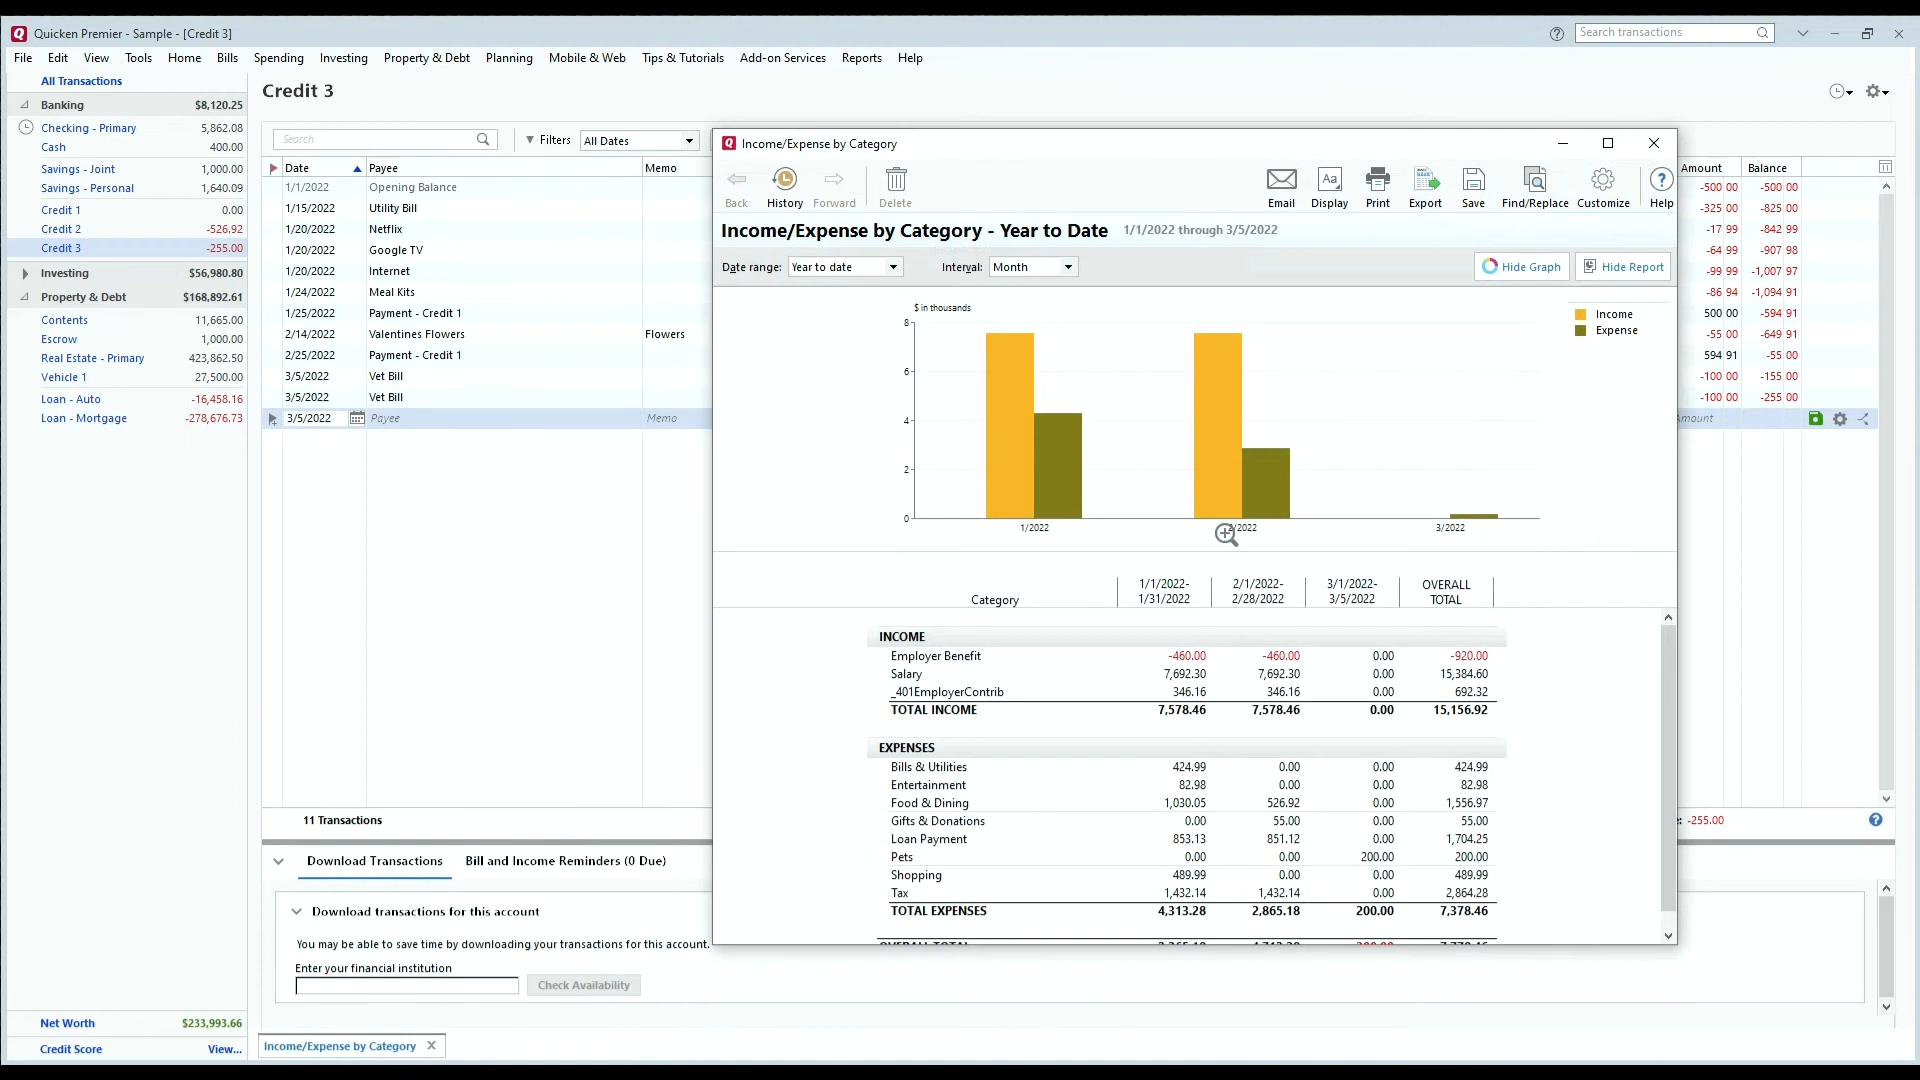 Quicken Premier - Sample - [Credit 3]
Search transactions
File Edit View Tools Home Bills Spending Investing Property & Debt Planning Mobile & Web Tips & Tutorials Add-on Services Reports Help
All Transactions
Banking $8,120.25
Checking - Primary 5,862.08
Cash 400.00
Savings - Joint 1,000.00
Savings - Personal 1,640.09
Credit 1 0.00
Credit 2 -526.92
Credit 3 -255.00
Investing $56,980.80
Property & Debt $168,892.61
Contents 11,665.00
Escrow 1,000.00
Real Estate - Primary 423,862.50
Vehicle 1 27,500.00
Loan - Auto -16,458.16
Loan - Mortgage -278,676.73
Net Worth $233,993.66
Credit Score View...
Credit 3
Search Filters All Dates
Date Payee Memo Amount Balance
1/1/2022 Opening Balance -500 00 -500 00
1/15/2022 Utility Bill -325 00 -825 00
1/20/2022 Netflix -17 99 -842 99
1/20/2022 Google TV -64 99 -907 98
1/20/2022 Internet -99 99 -1,007 97
1/24/2022 Meal Kits -86 94 -1,094 91
1/25/2022 Payment - Credit 1 500 00 -594 91
2/14/2022 Valentines Flowers Flowers -55 00 -649 91
2/25/2022 Payment - Credit 1 594 91 -55 00
3/5/2022 Vet Bill -100 00 -155 00
3/5/2022 Vet Bill -100 00 -255 00
3/5/2022 Payee Memo
11 Transactions -255.00
Download Transactions Bill and Income Reminders (0 Due)
Download transactions for this account
You may be able to save time by downloading your transactions for this account.
Enter your financial institution
Check Availability
Income/Expense by Category
Income/Expense by Category
Back History Forward Delete Email Display Print Export Save Find/Replace Customize Help
Income/Expense by Category - Year to Date 1/1/2022 through 3/5/2022
Date range: Year to date Interval: Month Hide Graph Hide Report
$ in thousands
Income
Expense
8
6
4
2
0
1/2022 2/2022 3/2022
Category 1/1/2022- 2/1/2022- 3/1/2022- OVERALL
1/31/2022 2/28/2022 3/5/2022 TOTAL
INCOME
Employer Benefit -460.00 -460.00 0.00 -920.00
Salary 7,692.30 7,692.30 0.00 15,384.60
_401EmployerContrib 346.16 346.16 0.00 692.32
TOTAL INCOME 7,578.46 7,578.46 0.00 15,156.92
EXPENSES
Bills & Utilities 424.99 0.00 0.00 424.99
Entertainment 82.98 0.00 0.00 82.98
Food & Dining 1,030.05 526.92 0.00 1,556.97
Gifts & Donations 0.00 55.00 0.00 55.00
Loan Payment 853.13 851.12 0.00 1,704.25
Pets 0.00 0.00 200.00 200.00
Shopping 489.99 0.00 0.00 489.99
Tax 1,432.14 1,432.14 0.00 2,864.28
TOTAL EXPENSES 4,313.28 2,865.18 200.00 7,378.46